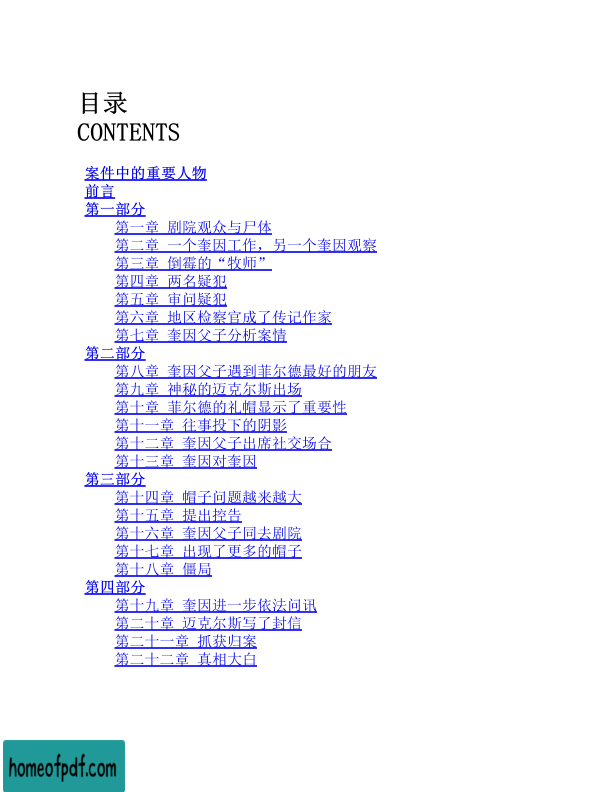 目录
CONTENTS
案件中的重要人物
前言
第一部分
第一章 剧院观众与尸体
第二章 一个奎因工作，另一个奎因观察
第三章 倒霉的“牧师”
第四章 两名疑犯
第五章 审问疑犯
第六章 地区检察官成了传记作家
第七章 奎因父子分析案情
第二部分
第八章 奎因父子遇到菲尔德最好的朋友
第九章 神秘的迈克尔斯出场
第十章 菲尔德的礼帽显示了重要性
第十一章 往事投下的阴影
第十二章 奎因父子出席社交场合
第十三章 奎因对奎因
第三部分
第十四章 帽子问题越来越大
第十五章 提出控告
第十六章 奎因父子同去剧院
第十七章 出现了更多的帽子
第十八章 僵局
第四部分
第十九章 奎因进一步依法问讯
第二十章 迈克尔斯写了封信
第二十一章 抓获归案
第二十二章 真相大白
homeofpdf.com